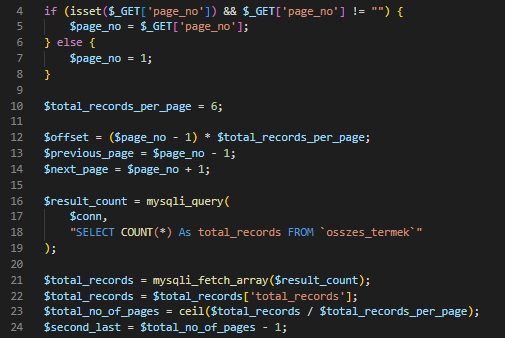 4 if (isset($_GET['page_no']) && $_GET['page_no'] != "") {
5 $page_no = $_GET['page_no'];
6 } else {
7 $page_no = 1;
8 }
9
10 $total_records_per_page = 6;
11
12 $offset = ($page_no - 1) * $total_records_per_page;
13 $previous_page = $page_no - 1;
14 $next_page = $page_no + 1;
15
16 $result_count = mysqli_query(
17 $conn,
18 "SELECT COUNT(*) As total_records FROM `osszes_termek`"
19 );
20
21 $total_records = mysqli_fetch_array($result_count);
22 $total_records = $total_records['total_records'];
23 $total_no_of_pages = ceil($total_records / $total_records_per_page);
24 $second_last = $total_no_of_pages - 1;